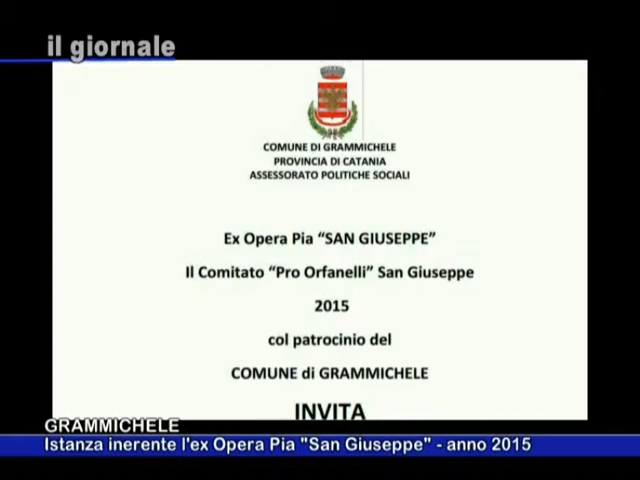 il giornale
COMUNE DI GRAMMICHELE
PROVINCIA DI CATANIA
ASSESSORATO POLITICHE SOCIALI
Ex Opera Pia “SAN GIUSEPPE”
Il Comitato “Pro Orfanelli” San Giuseppe
2015
col patrocinio del
COMUNE di GRAMMICHELE
INVITA
GRAMMICHELE
Istanza inerente l'ex Opera Pia "San Giuseppe" - anno 2015